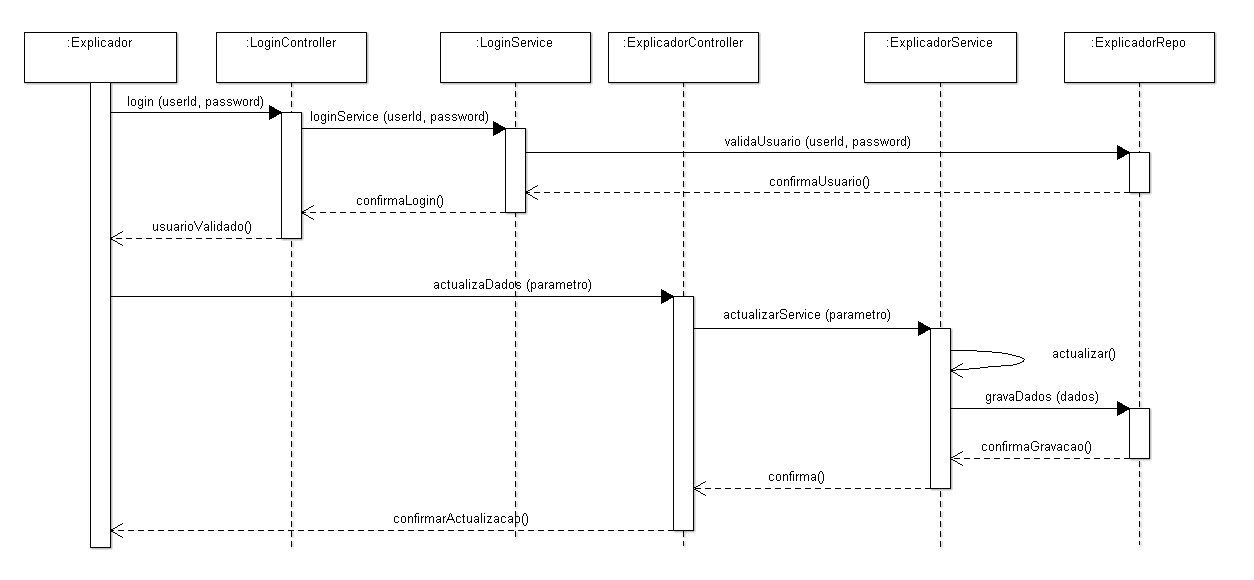 :Explicador
:LoginController
:LoginService
:ExplicadorController
:ExplicadorService
:ExplicadorRepo
login (userId, password)
loginService (userId, password)
validaUsuario (userId, password)
confirmaUsuario()
confirmaLogin()
usuarioValidado()
actualizaDados (parametro)
actualizarService (parametro)
actualizar()
gravaDados (dados)
confirmaGravacao()
confirma()
confirmarActualizacao()